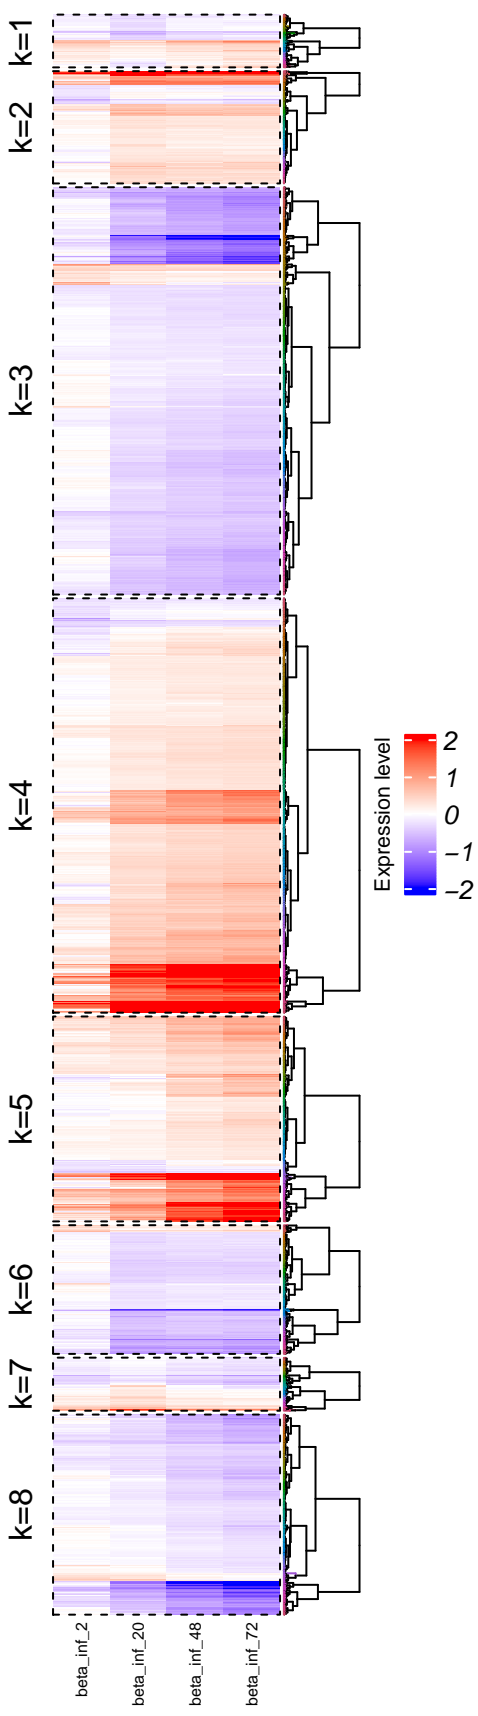 k=1
k=2
k=3
k=4
k=5
k=6
k=7
k=8
Expression level
2
1
0
−1
−2
beta_inf_2
beta_inf_20
beta_inf_48
beta_inf_72